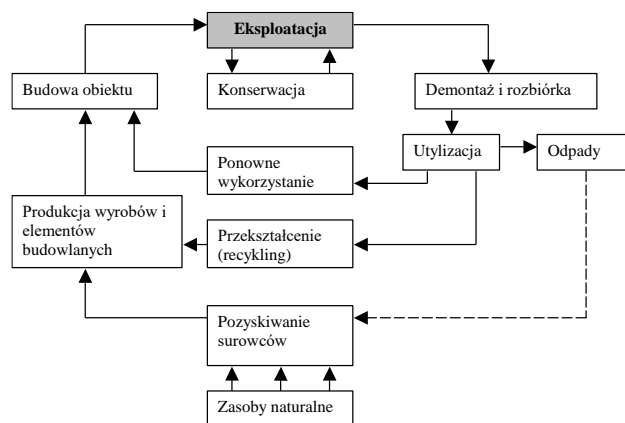 Eksploatacja
Budowa obiektu
Konserwacja
Demontaż i rozbiórka
Ponowne
wykorzystanie
Utylizacja
Odpady
Produkcja wyrobów i
elementów
budowlanych
Przekształcenie
(recykling)
Pozyskiwanie
surowców
Zasoby naturalne